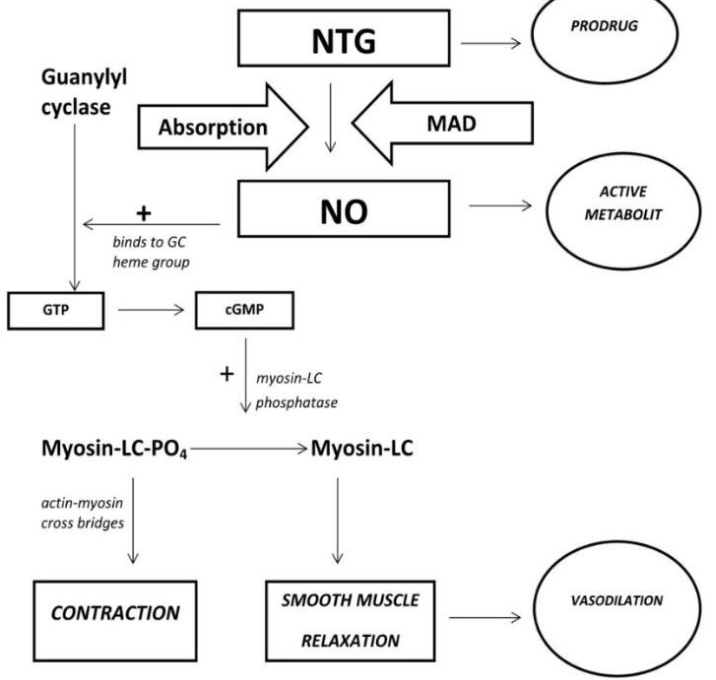 NTG
PRODRUG
Guanylyl
cyclase
Absorption
MAD
NO
ACTIVE
METABOLIT
+
binds to GC
heme group
GTP
cGMP
+
myosin-LC
phosphatase
Myosin-LC-PO₄
Myosin-LC
actin-myosin
cross bridges
CONTRACTION
SMOOTH MUSCLE
RELAXATION
VASODILATION